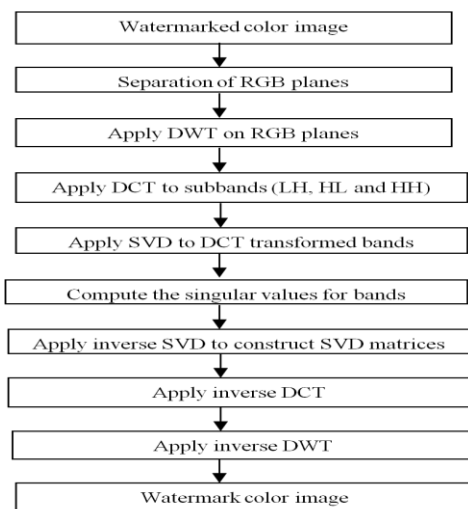 Watermarked color image
Separation of RGB planes
Apply DWT on RGB planes
Apply DCT to subbands (LH, HL and HH)
Apply SVD to DCT transformed bands
Compute the singular values for bands
Apply inverse SVD to construct SVD matrices
Apply inverse DCT
Apply inverse DWT
Watermark color image